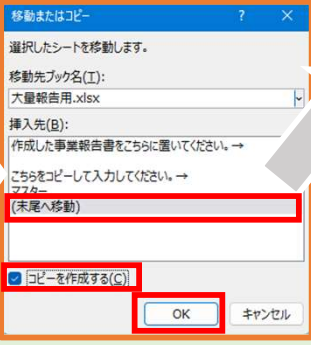 移動またはコピー ? ×
選択したシートを移動します。
移動先ブック名(T):
大量報告用.xlsx
挿入先(B):
作成した事業報告書をこちらに置いてください。→
こちらをコピーして入力してください。→
マスター
(末尾へ移動)
コピーを作成する(C)
OK キャンセル